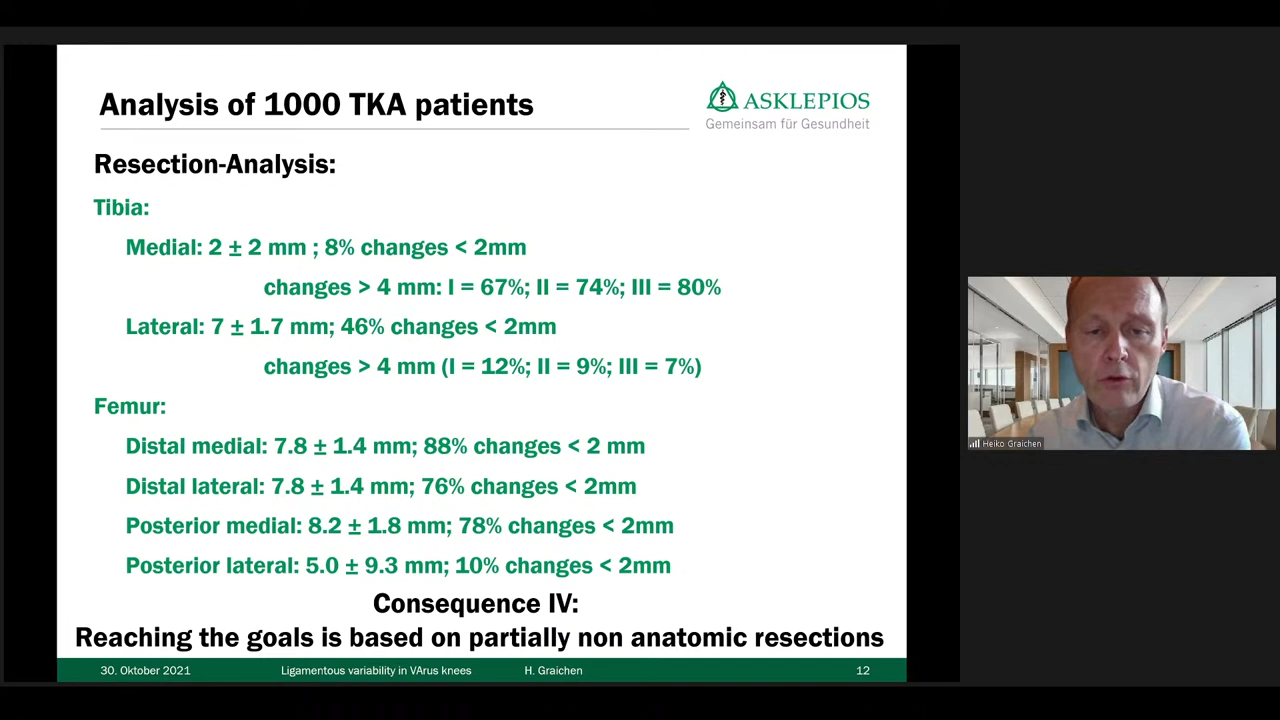 Analysis of 1000 TKA patients
ASKLEPIOS
Gemeinsam für Gesundheit
Resection-Analysis:
Tibia:
Medial: 2 ± 2 mm ; 8% changes < 2mm
changes > 4 mm: I = 67%; II = 74%; III = 80%
Lateral: 7 ± 1.7 mm; 46% changes < 2mm
changes > 4 mm (I = 12%; II = 9%; III = 7%)
Femur:
Distal medial: 7.8 ± 1.4 mm; 88% changes < 2 mm
Distal lateral: 7.8 ± 1.4 mm; 76% changes < 2mm
Posterior medial: 8.2 ± 1.8 mm; 78% changes < 2mm
Posterior lateral: 5.0 ± 9.3 mm; 10% changes < 2mm
Consequence IV:
Reaching the goals is based on partially non anatomic resections
30. Oktober 2021 Ligamentous variability in VArus knees H. Graichen 12
Heiko Graichen